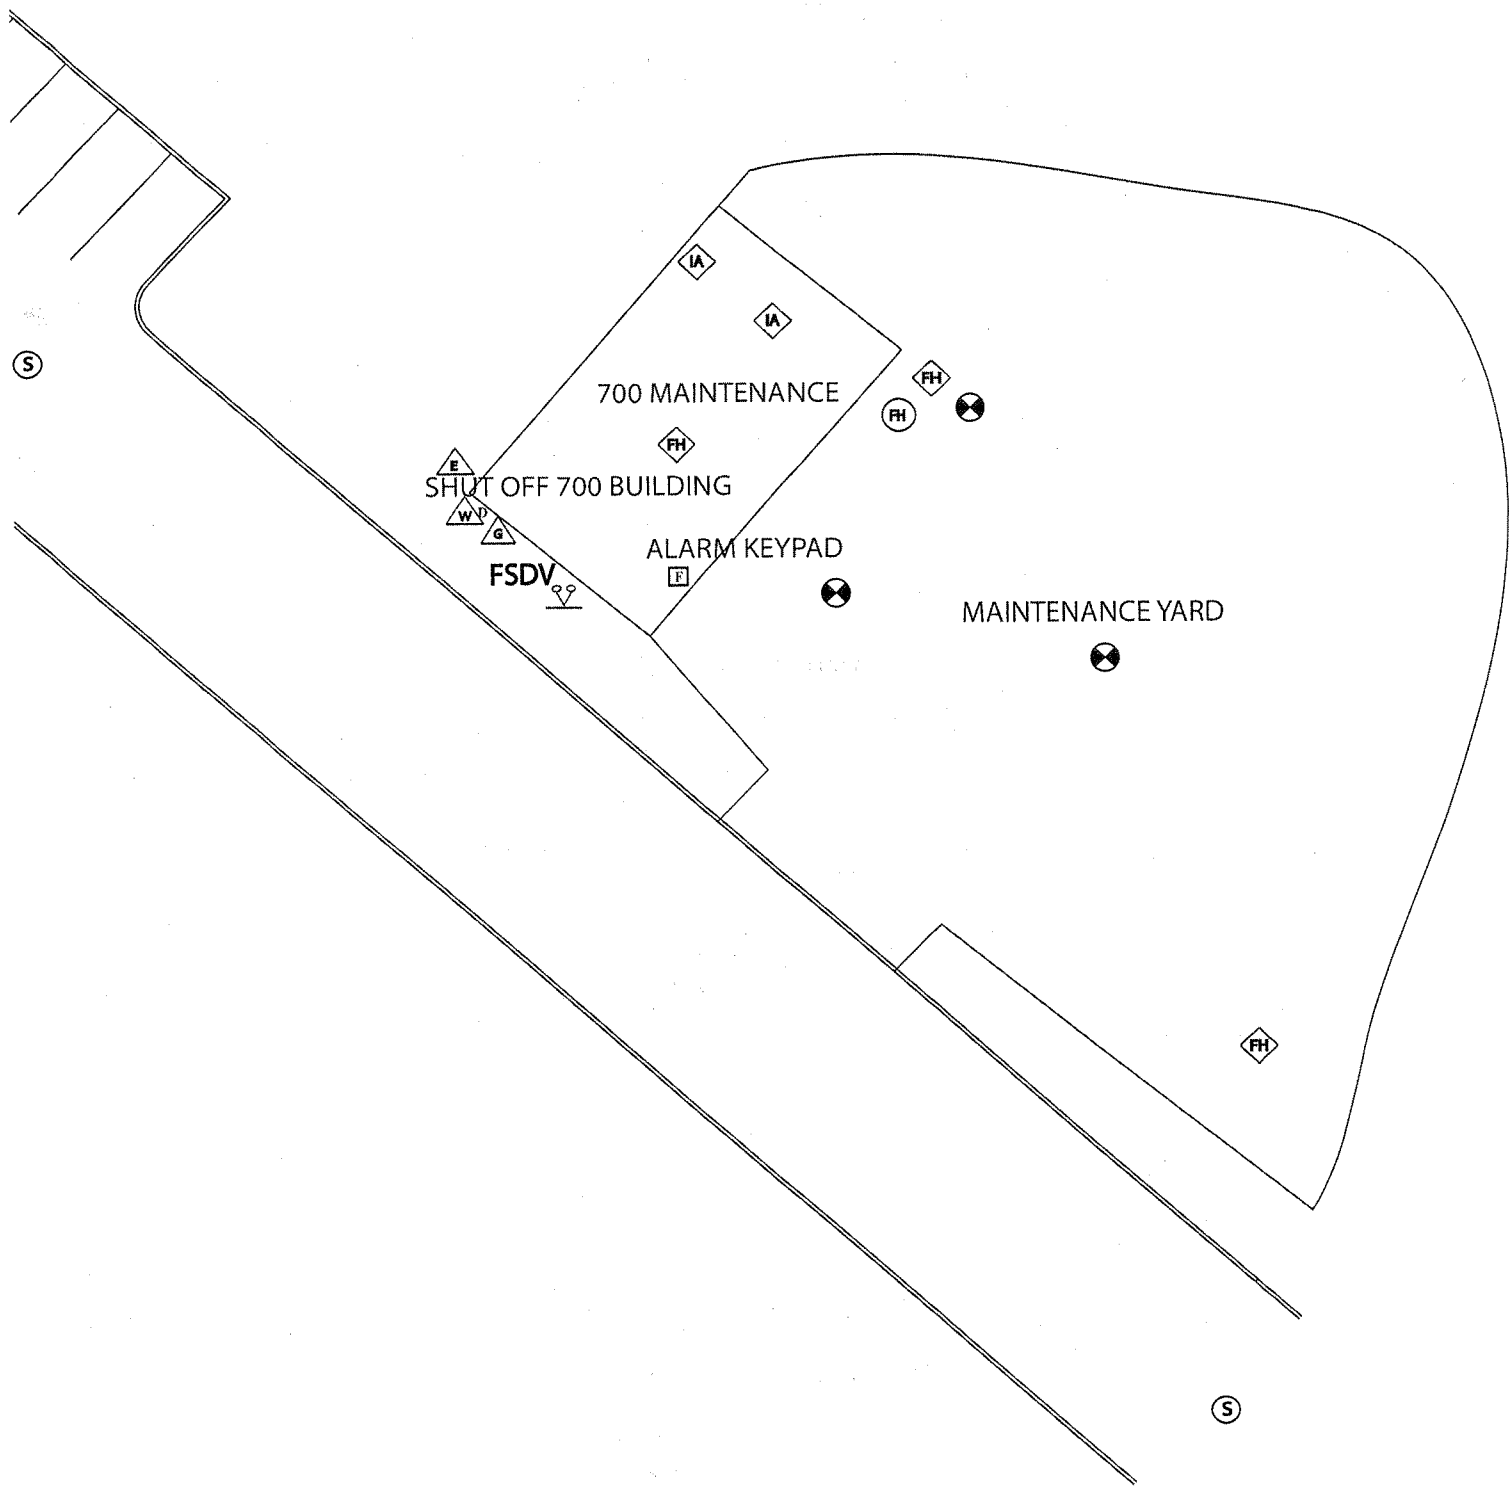 IA
IA
S
700 MAINTENANCE
FH
FH
FH
E
SHUT OFF 700 BUILDING
W
D
G
ALARM KEYPAD
FSDV
F
MAINTENANCE YARD
FH
S